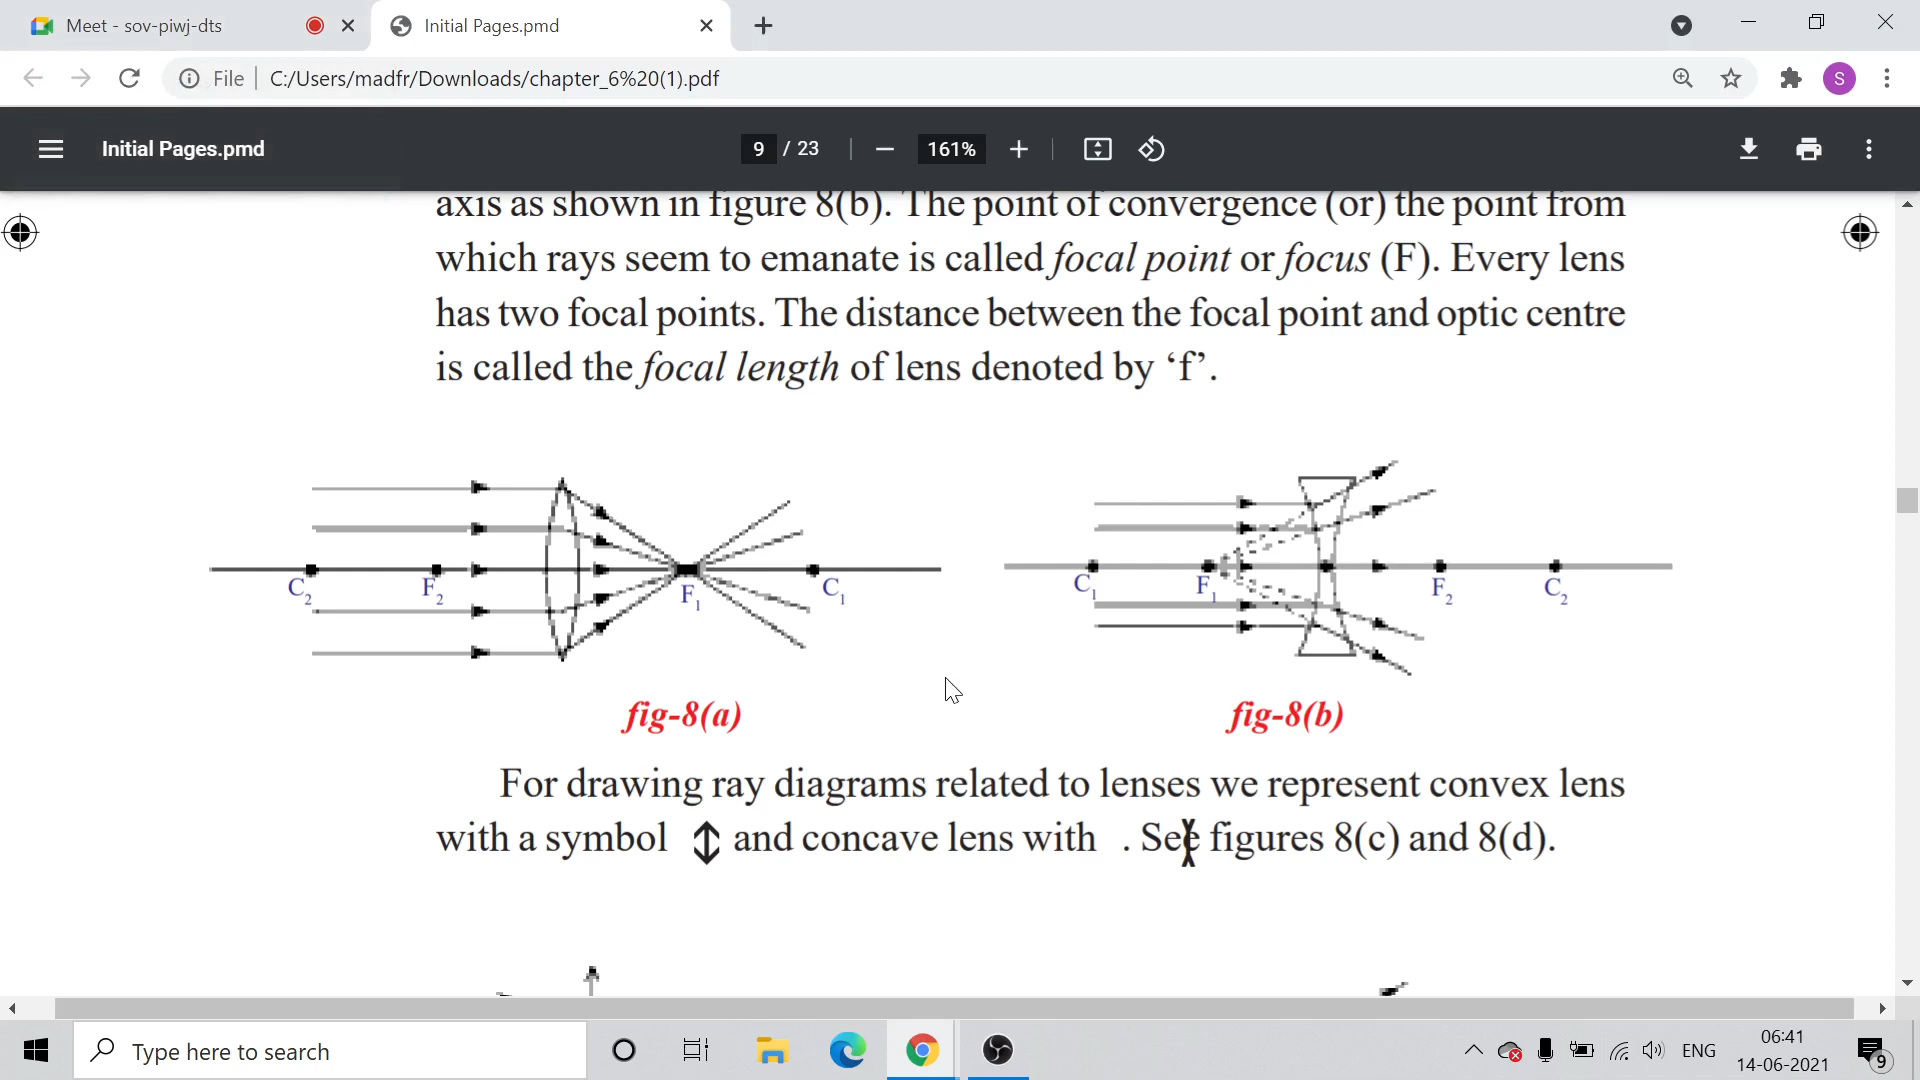 Meet - sov-piwj-dts
Initial Pages.pmd
File
C:/Users/madfr/Downloads/chapter_6%20(1).pdf
S
Initial Pages.pmd
9 / 23
161%
axis as shown in figure 8(b). The point of convergence (or) the point from
which rays seem to emanate is called focal point or focus (F). Every lens
has two focal points. The distance between the focal point and optic centre
is called the focal length of lens denoted by ‘f’.
C2 F2 F1 C1
C1 F1 F2 C2
fig-8(a)
fig-8(b)
For drawing ray diagrams related to lenses we represent convex lens
with a symbol ↕ and concave lens with . See figures 8(c) and 8(d).
Type here to search
ENG
06:41
14-06-2021
9